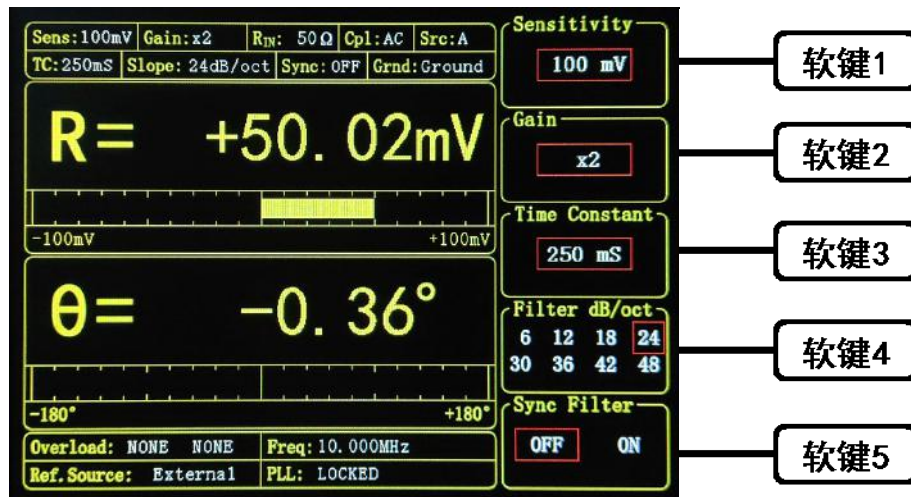 Sens:100mV Gain:x2 RIN: 50Ω Cpl:AC Src:A
TC:250mS Slope: 24dB/oct Sync:OFF Grnd:Ground
R= +50.02mV
-100mV +100mV
θ= -0.36°
-180° +180°
Overload: NONE NONE Freq:10.000MHz
Ref.Source: External PLL: LOCKED
Sensitivity
100 mV
Gain
x2
Time Constant
250 mS
Filter dB/oct
6 12 18 24
30 36 42 48
Sync Filter
OFF ON
软键1
软键2
软键3
软键4
软键5